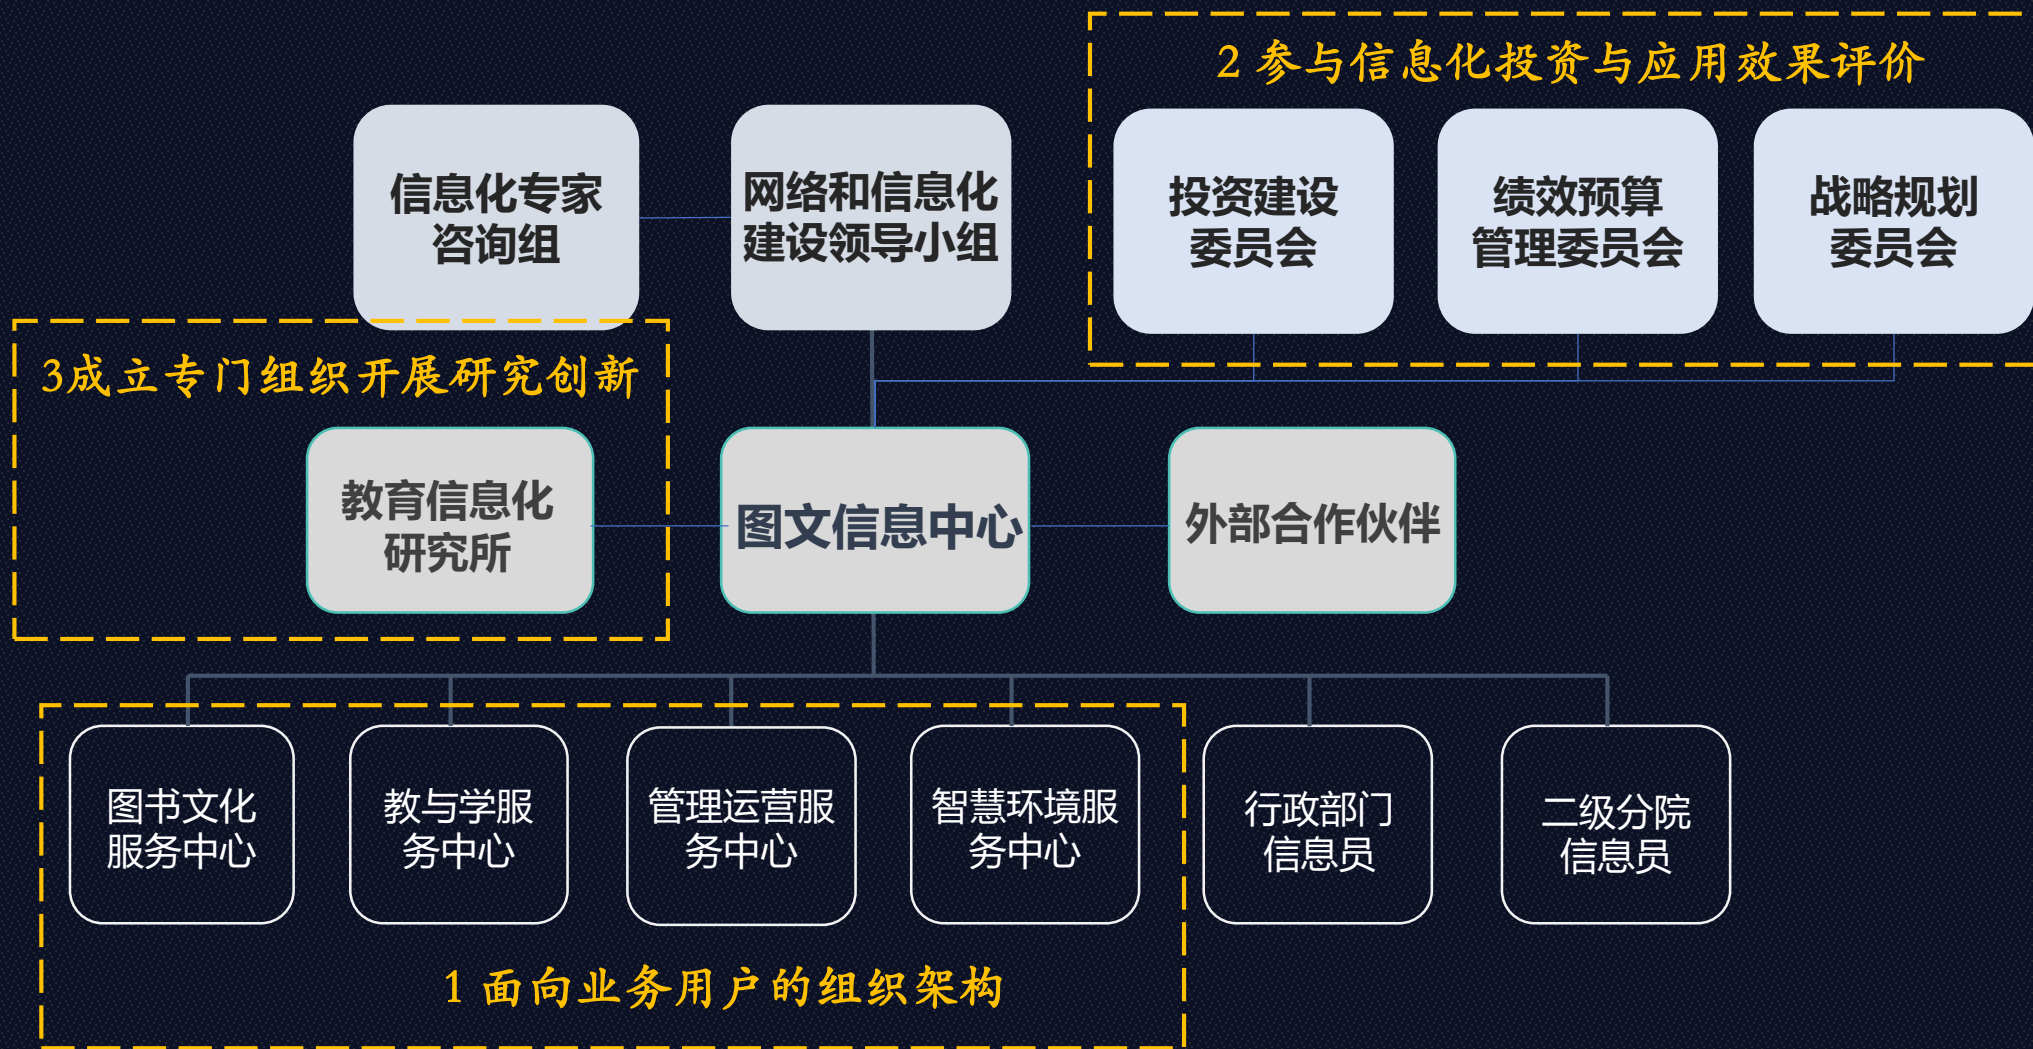 2 参与信息化投资与应用效果评价
信息化专家
咨询组
网络和信息化
建设领导小组
投资建设
委员会
绩效预算
管理委员会
战略规划
委员会
3成立专门组织开展研究创新
教育信息化
研究所
图文信息中心
外部合作伙伴
图书文化
服务中心
教与学服
务中心
管理运营服
务中心
智慧环境服
务中心
行政部门
信息员
二级分院
信息员
1 面向业务用户的组织架构